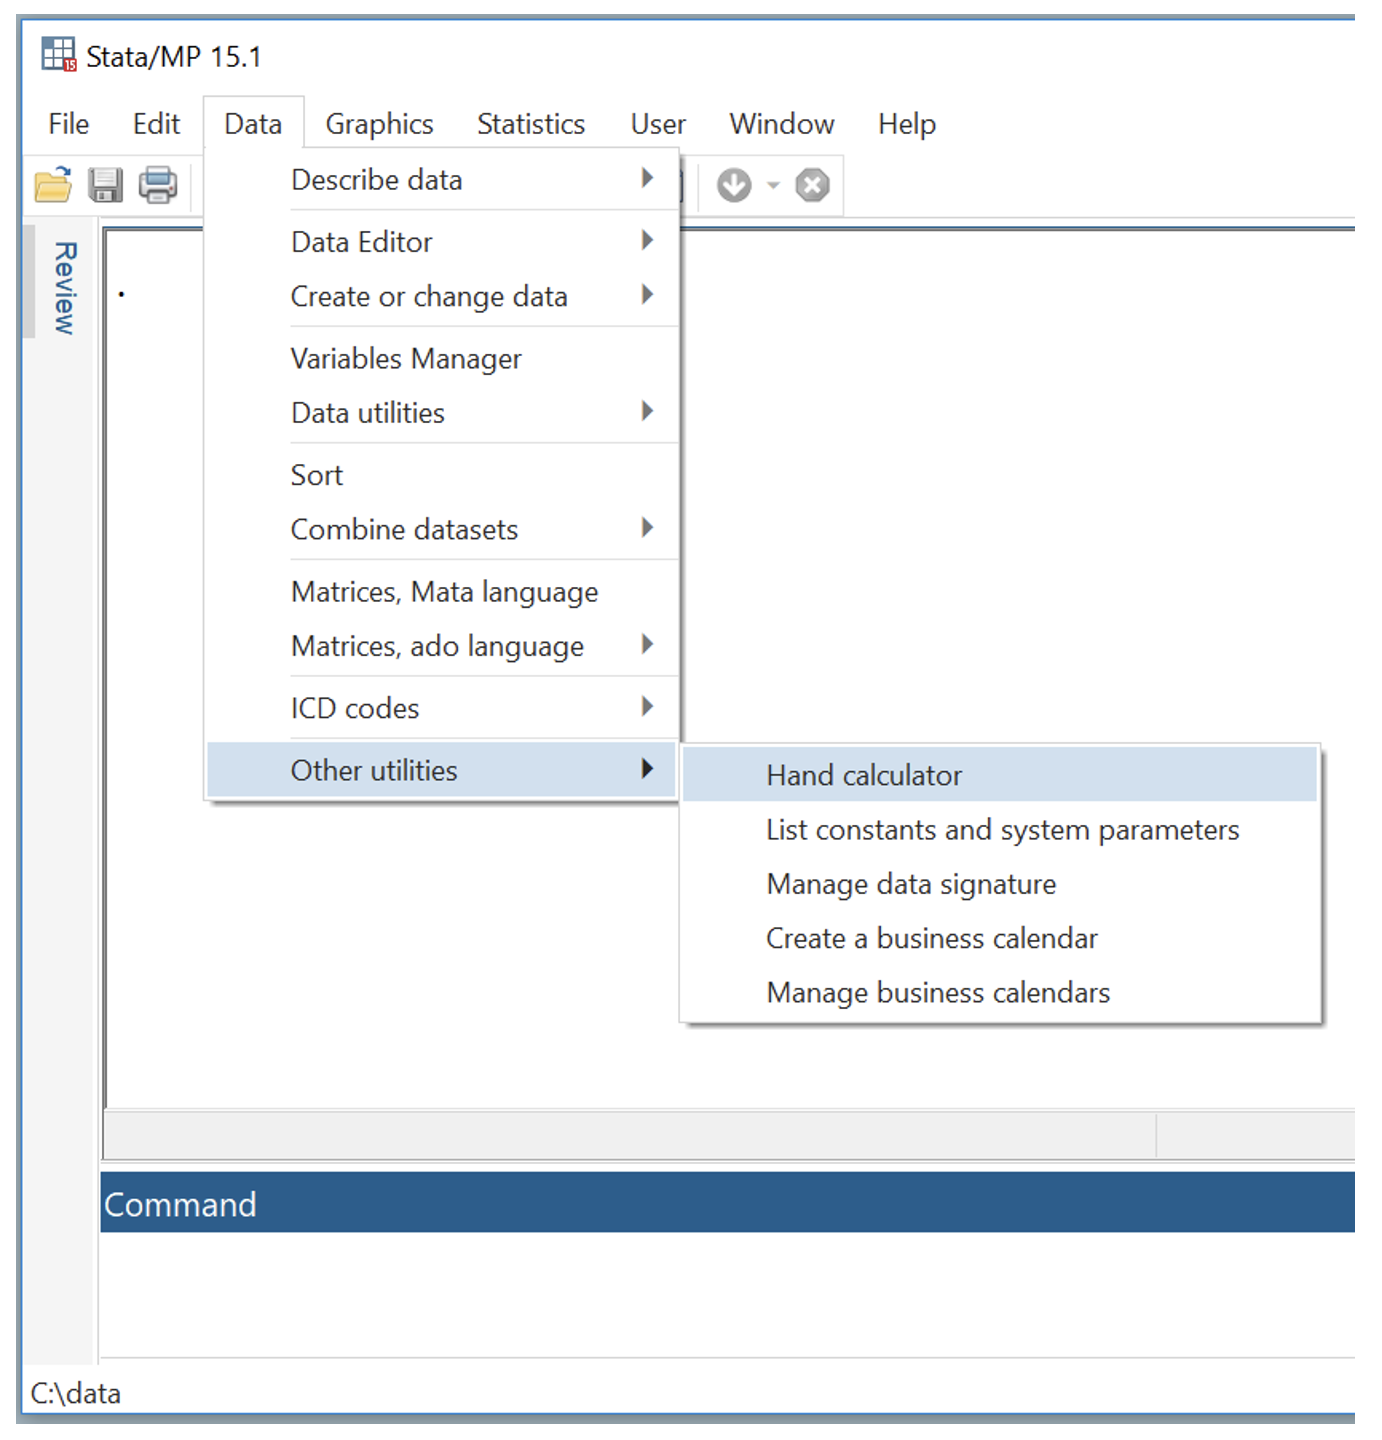 Stata/MP 15.1
File Edit Data Graphics Statistics User Window Help
Describe data
Data Editor
Create or change data
Variables Manager
Data utilities
Sort
Combine datasets
Matrices, Mata language
Matrices, ado language
ICD codes
Other utilities
Hand calculator
List constants and system parameters
Manage data signature
Create a business calendar
Manage business calendars
Review
.
Command
C:\data
15